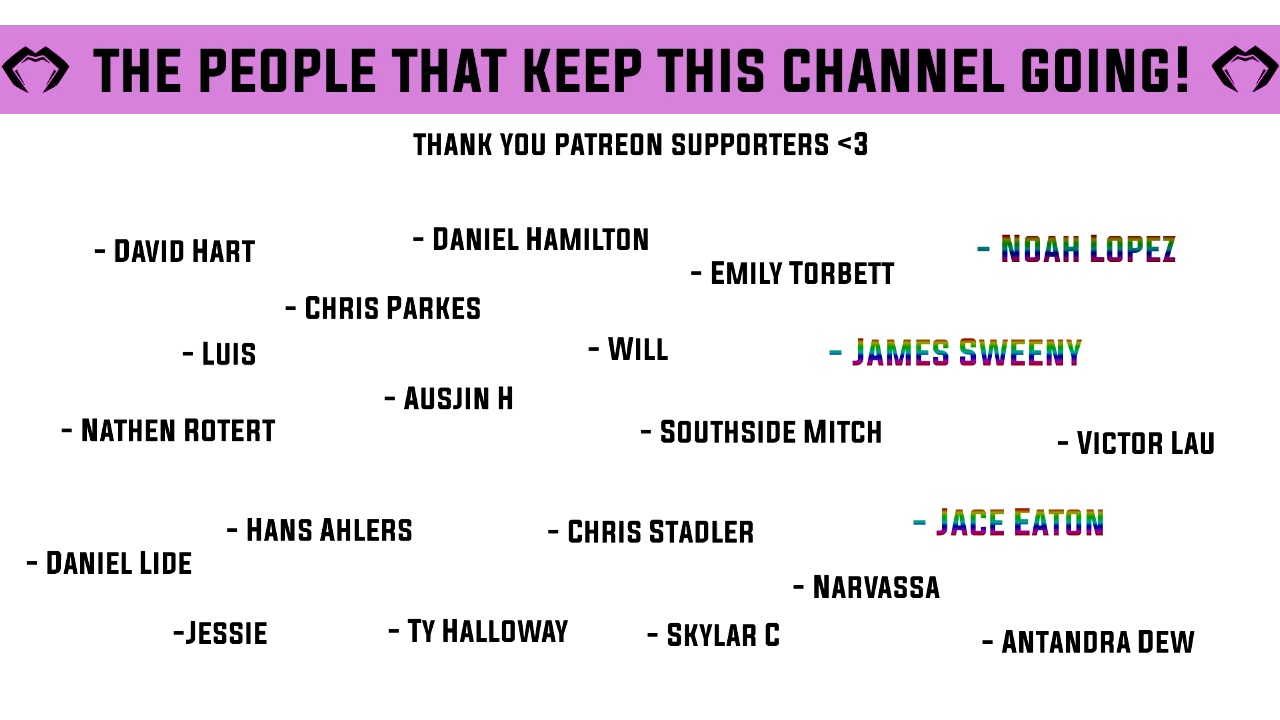 THE PEOPLE THAT KEEP THIS CHANNEL GOING!
THANK YOU PATREON SUPPORTERS <3
- DAVID HART
- DANIEL HAMILTON
- EMILY TORBETT
- NOAH LOPEZ
- CHRIS PARKES
- LUIS
- WILL
- JAMES SWEENY
- AUSJIN H
- NATHEN ROTERT
- SOUTHSIDE MITCH
- VICTOR LAU
- HANS AHLERS
- CHRIS STADLER
- JACE EATON
- DANIEL LIDE
- NARVASSA
-JESSIE
- TY HALLOWAY
- SKYLAR C
- ANTANDRA DEW